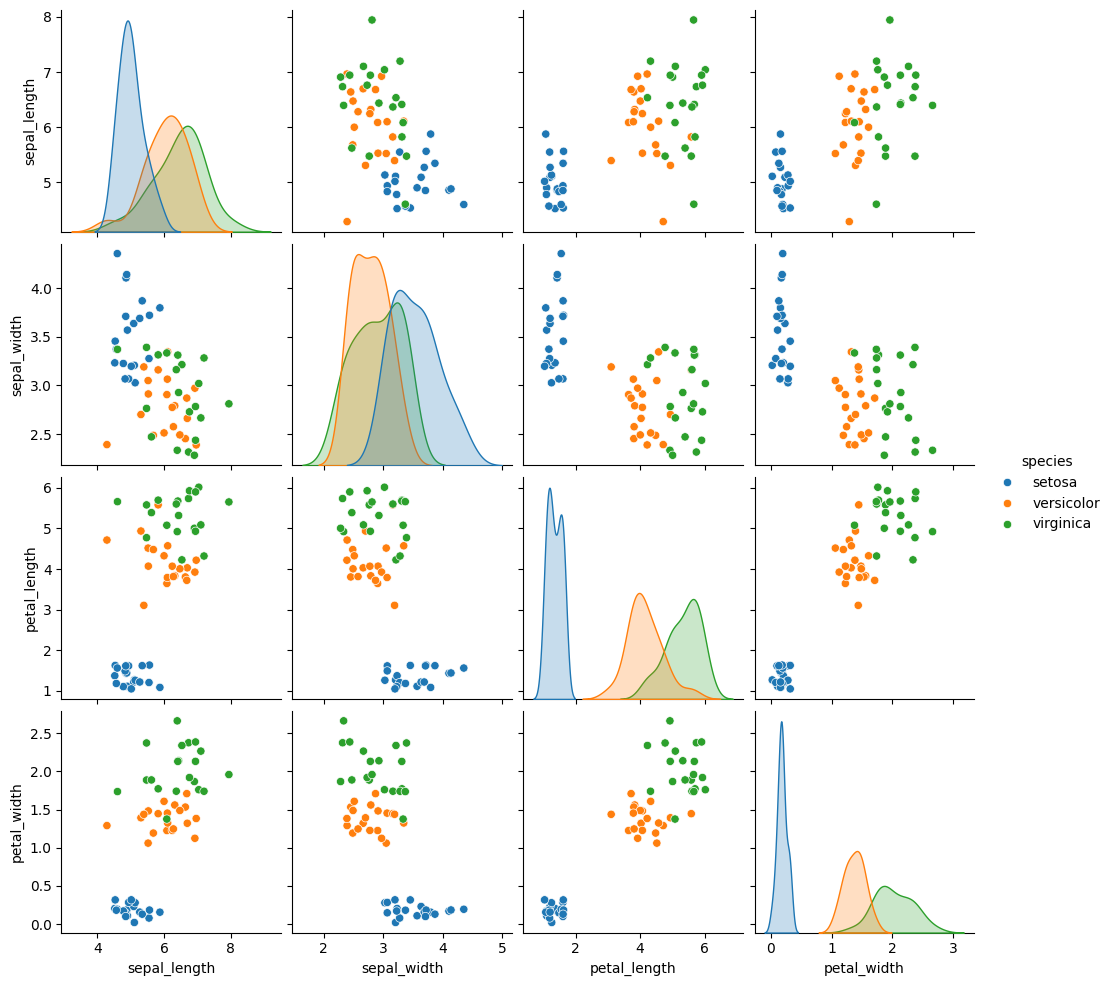 8
7
6
5
sepal_length
4.0
3.5
3.0
2.5
sepal_width
species
setosa
versicolor
virginica
6
5
4
3
2
1
petal_length
2.5
2.0
1.5
1.0
0.5
0.0
petal_width
4 6 8
2 3 4 5
0 2 4 6
0 1 2 3
sepal_length
sepal_width
petal_length
petal_width